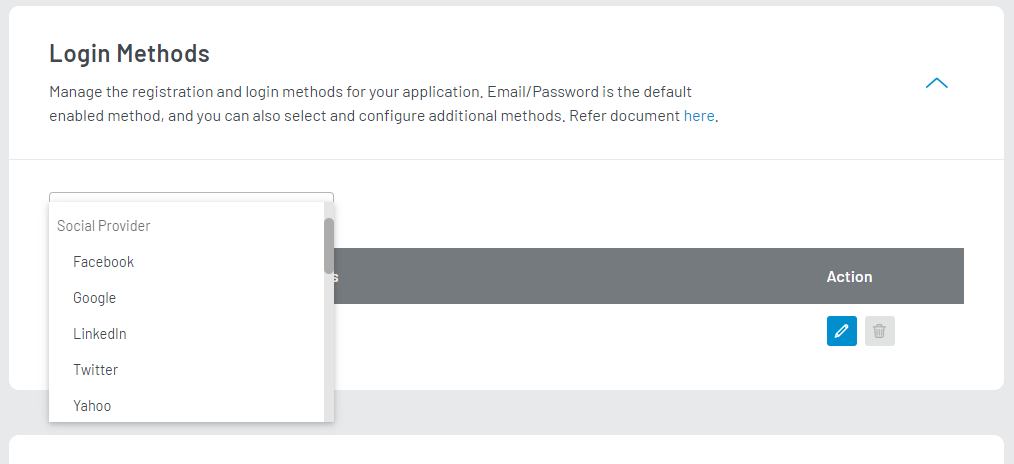 Login Methods
Manage the registration and login methods for your application. Email/Password is the default
enabled method, and you can also select and configure additional methods. Refer document here.
Social Provider
Facebook
Google
LinkedIn
Twitter
Yahoo
Action